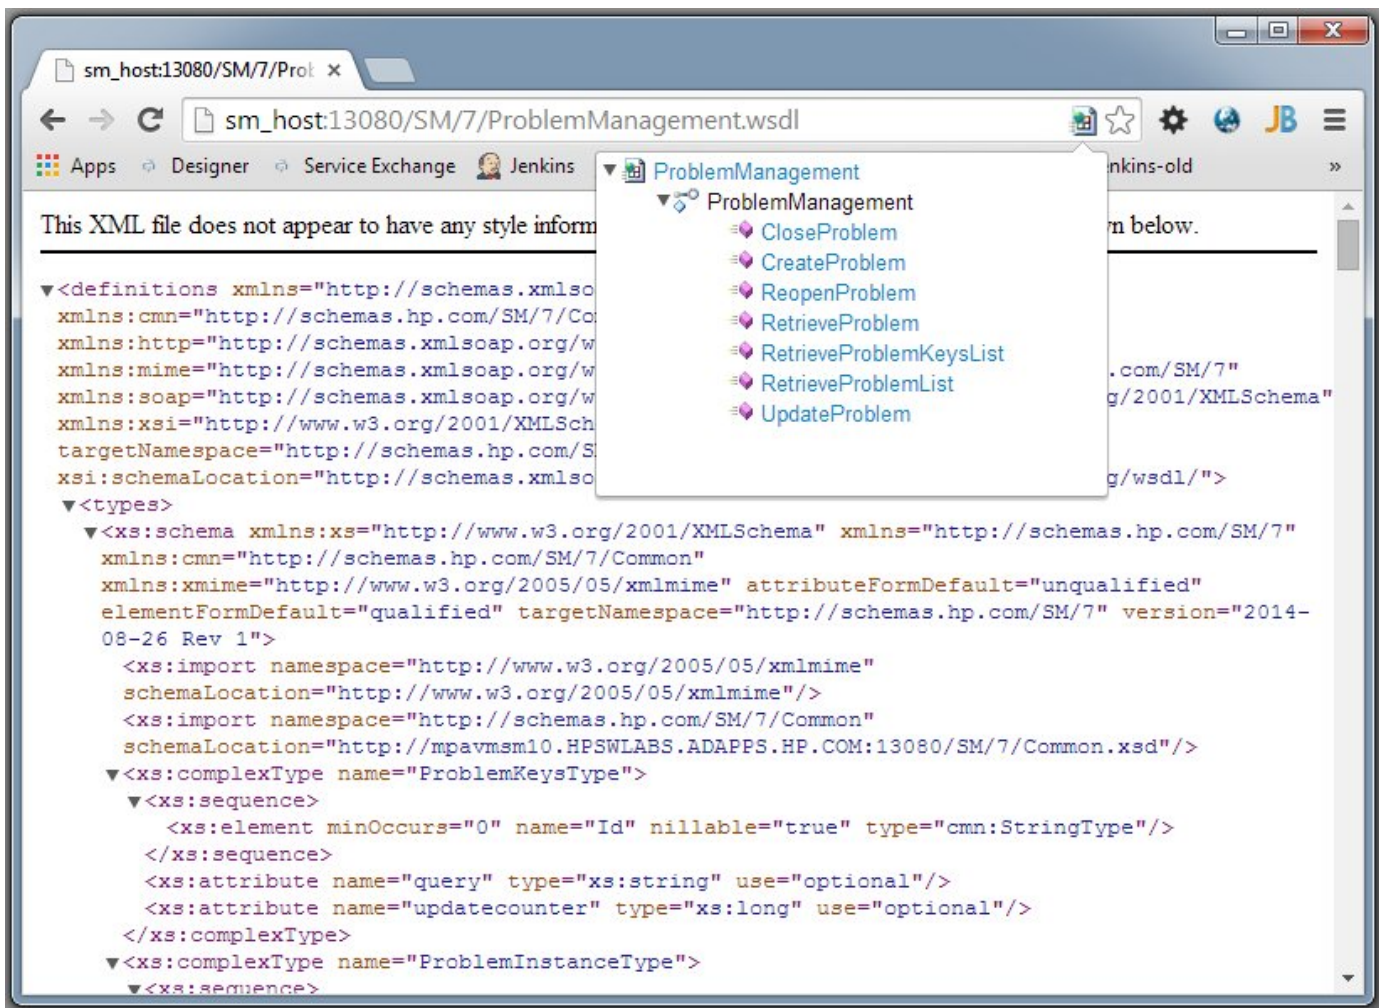 sm_host:13080/SM/7/Prob
sm_host:13080/SM/7/ProblemManagement.wsdl
JB
Apps Designer Service Exchange Jenkins nkins-old »
ProblemManagement
ProblemManagement
CloseProblem
CreateProblem
ReopenProblem
RetrieveProblem
RetrieveProblemKeysList
RetrieveProblemList
UpdateProblem
This XML file does not appear to have any style inform n below.
<definitions xmlns="http://schemas.xmlso
xmlns:cmn="http://schemas.hp.com/SM/7/Co
xmlns:http="http://schemas.xmlsoap.org/w
xmlns:mime="http://schemas.xmlsoap.org/w .com/SM/7"
xmlns:soap="http://schemas.xmlsoap.org/w g/2001/XMLSchema"
xmlns:xsi="http://www.w3.org/2001/XMLSch
targetNamespace="http://schemas.hp.com/S
xsi:schemaLocation="http://schemas.xmlso g/wsdl/">
<types>
<xs:schema xmlns:xs="http://www.w3.org/2001/XMLSchema" xmlns="http://schemas.hp.com/SM/7"
xmlns:cmn="http://schemas.hp.com/SM/7/Common"
xmlns:xmime="http://www.w3.org/2005/05/xmlmime" attributeFormDefault="unqualified"
elementFormDefault="qualified" targetNamespace="http://schemas.hp.com/SM/7" version="2014-
08-26 Rev 1">
<xs:import namespace="http://www.w3.org/2005/05/xmlmime"
schemaLocation="http://www.w3.org/2005/05/xmlmime"/>
<xs:import namespace="http://schemas.hp.com/SM/7/Common"
schemaLocation="http://mpavmsm10.HPSWLABS.ADAPPS.HP.COM:13080/SM/7/Common.xsd"/>
<xs:complexType name="ProblemKeysType">
<xs:sequence>
<xs:element minOccurs="0" name="Id" nillable="true" type="cmn:StringType"/>
</xs:sequence>
<xs:attribute name="query" type="xs:string" use="optional"/>
<xs:attribute name="updatecounter" type="xs:long" use="optional"/>
</xs:complexType>
<xs:complexType name="ProblemInstanceType">
<xs:sequence>